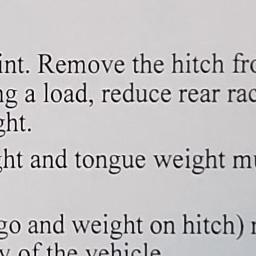 int. Remove the hitch fro
ng a load, reduce rear rac
ght.
ght and tongue weight mu
go and weight on hitch) r
y of the vehicle